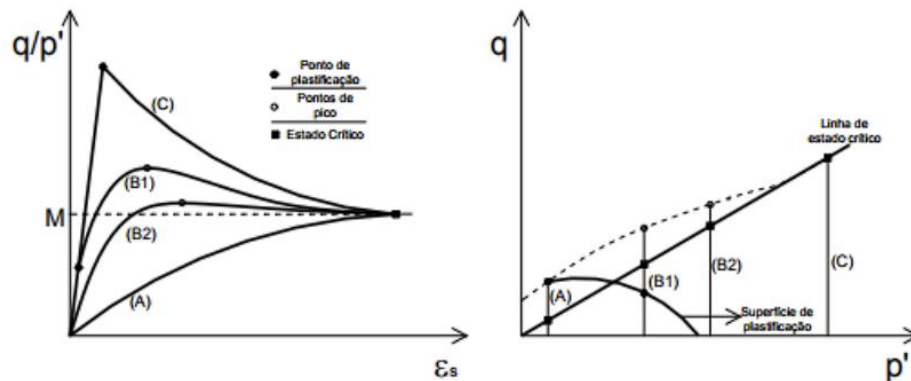 q/p'
Ponto de
plastificação
Pontos de
pico
Estado Crítico
(C)
(B1)
M
(B2)
(A)
εs
q
Linha de
estado crítico
(A)
(B1)
(B2)
(C)
Superfície de
plastificação
p'